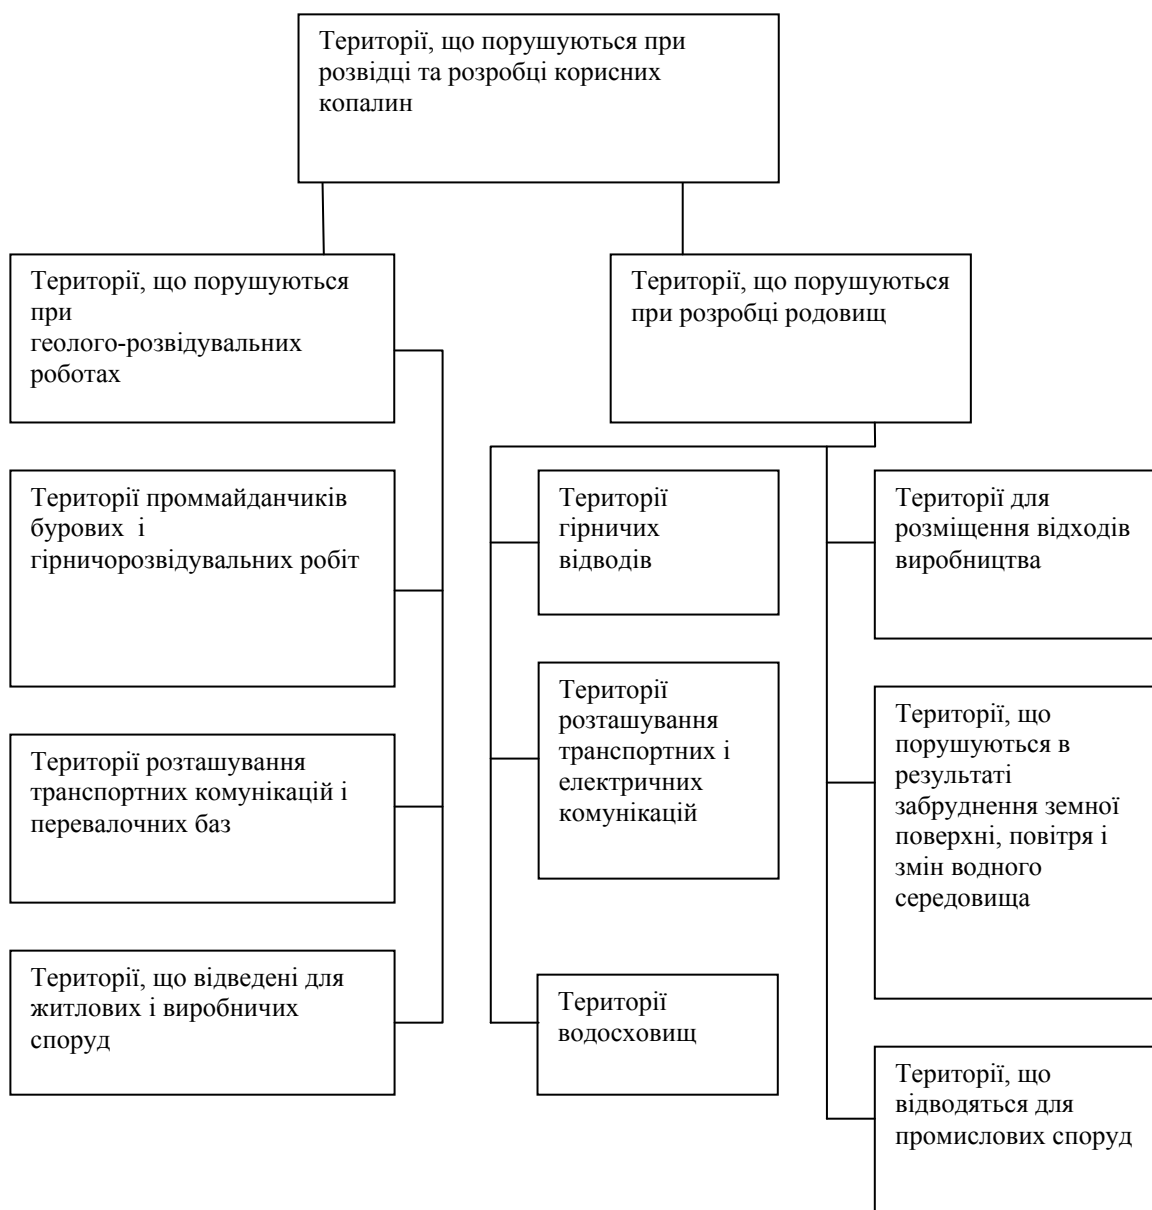 Території, що порушуються при
розвідці та розробці корисних
копалин
Території, що порушуються
при
геолого-розвідувальних
роботах
Території, що порушуються
при розробці родовищ
Території проммайданчиків
бурових і
гірничорозвідувальних робіт
Території
гірничих
відводів
Території для
розміщення відходів
виробництва
Території розташування
транспортних комунікацій і
перевалочних баз
Території
розташування
транспортних і
електричних
комунікацій
Території, що
порушуються в
результаті
забруднення земної
поверхні, повітря і
змін водного
середовища
Території, що відведені для
житлових і виробничих
споруд
Території
водосховищ
Території, що
відводяться для
промислових споруд